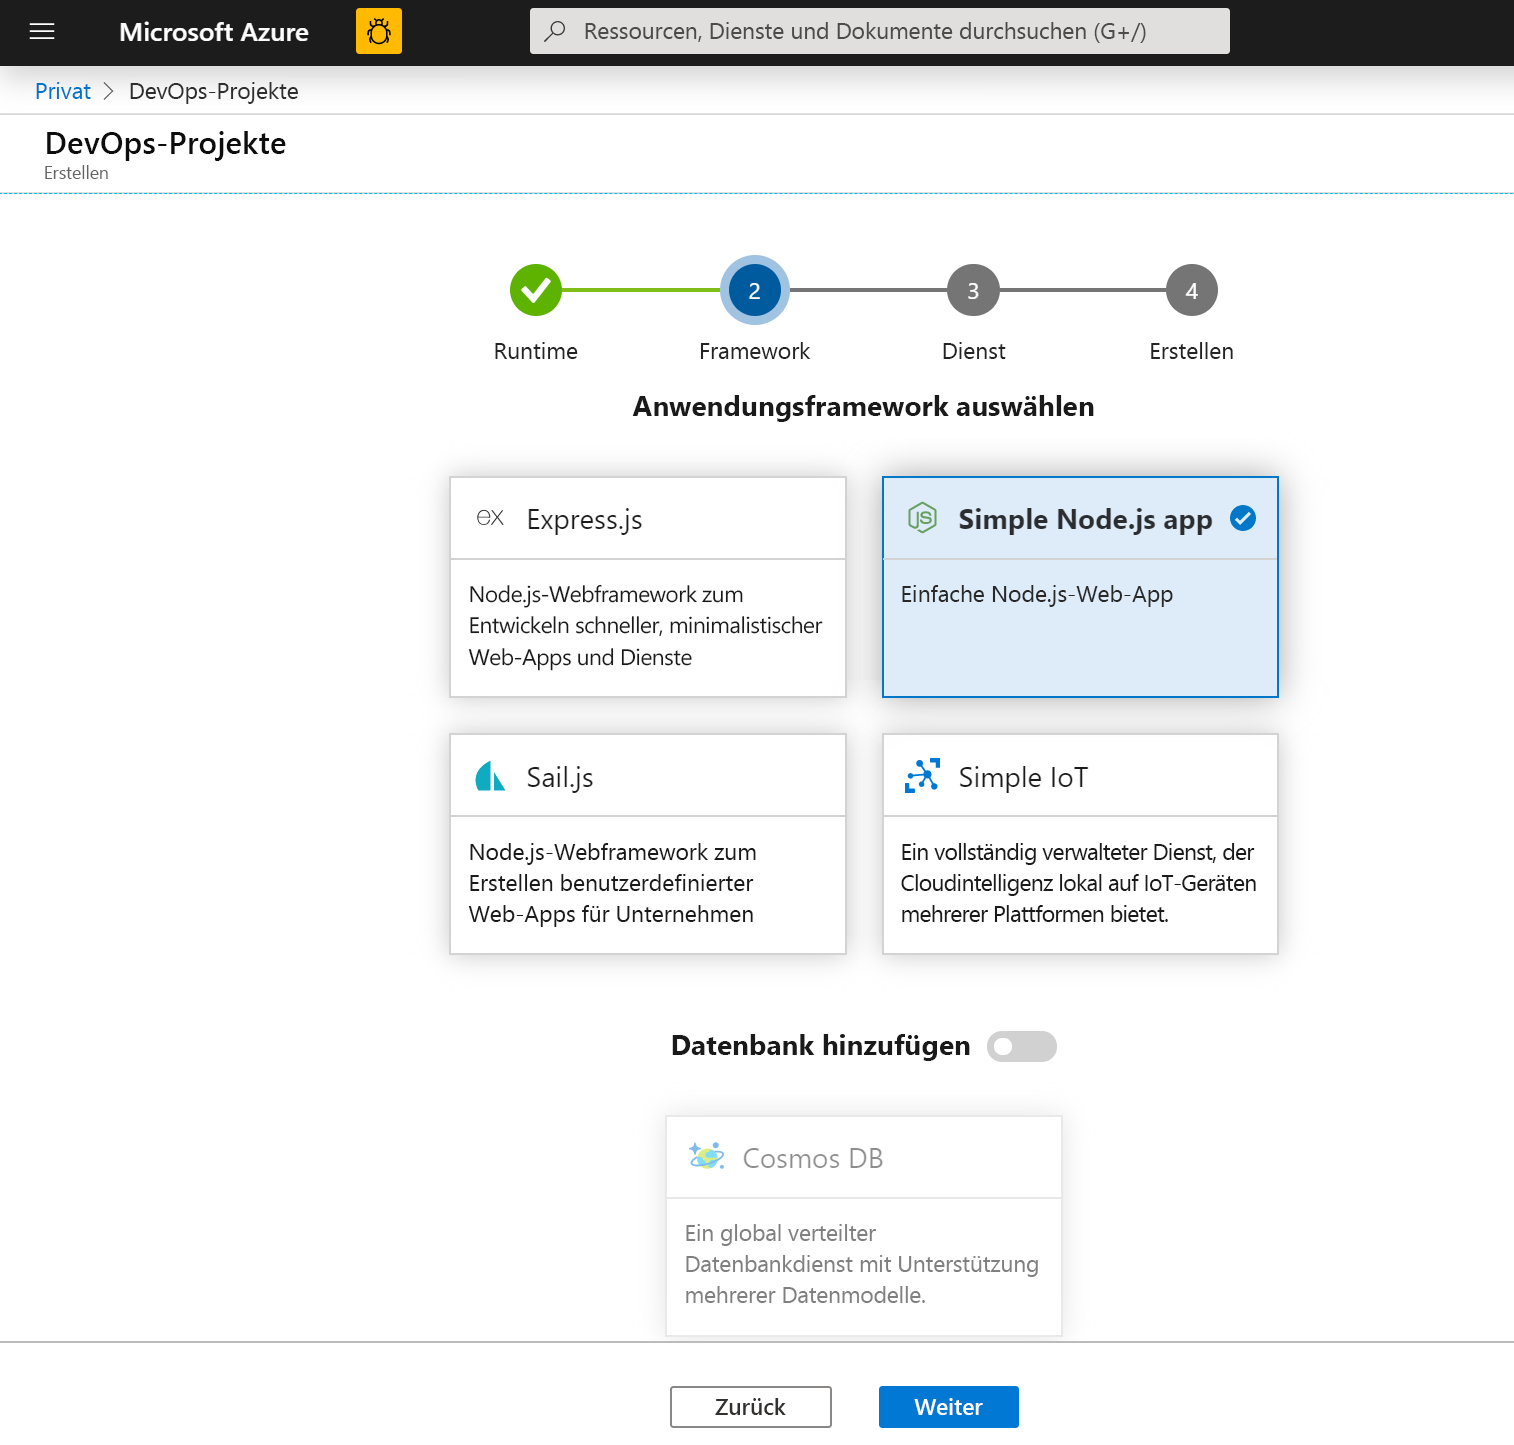 Microsoft Azure
Ressourcen, Dienste und Dokumente durchsuchen (G+/)
Privat > DevOps-Projekte
DevOps-Projekte
Erstellen
2 3 4
Runtime Framework Dienst Erstellen
Anwendungsframework auswählen
ex Express.js
Node.js-Webframework zum
Entwickeln schneller, minimalistischer
Web-Apps und Dienste
JS Simple Node.js app
Einfache Node.js-Web-App
Sail.js
Node.js-Webframework zum
Erstellen benutzerdefinierter
Web-Apps für Unternehmen
Simple IoT
Ein vollständig verwalteter Dienst, der
Cloudintelligenz lokal auf IoT-Geräten
mehrerer Plattformen bietet.
Datenbank hinzufügen
Cosmos DB
Ein global verteilter
Datenbankdienst mit Unterstützung
mehrerer Datenmodelle.
Zurück Weiter